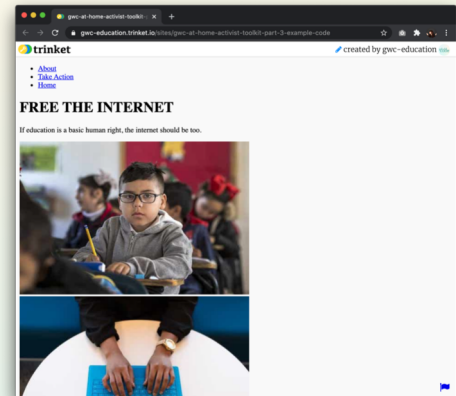 gwc-at-home-activist-toolkit-
gwc-education.trinket.io/sites/gwc-at-home-activist-toolkit-part-3-example-code
trinket
created by gwc-education
About
Take Action
Home
FREE THE INTERNET
If education is a basic human right, the internet should be too.